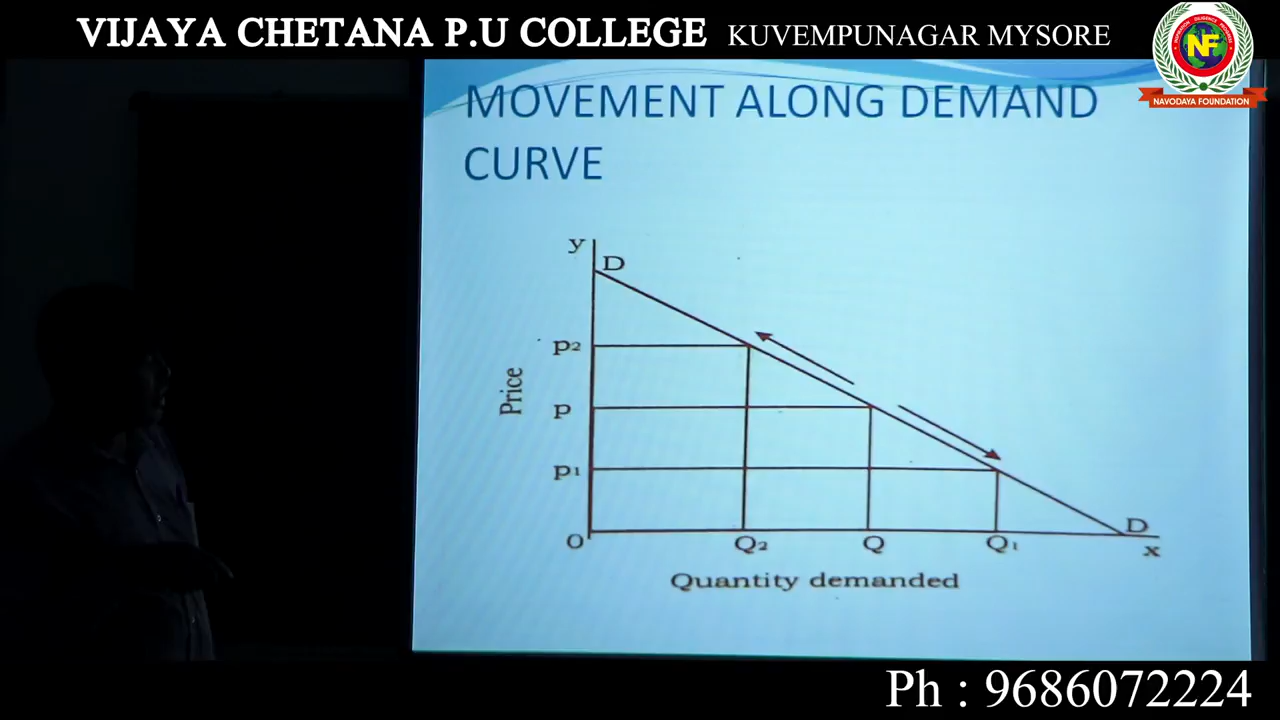 VIJAYA CHETANA P.U COLLEGE KUVEMPUNAGAR MYSORE
NF
NAVODAYA FOUNDATION
MOVEMENT ALONG DEMAND
CURVE
y
D
p2
Price
p
p1
D
O
Q2
Q
Q1
x
Quantity demanded
Ph : 9686072224